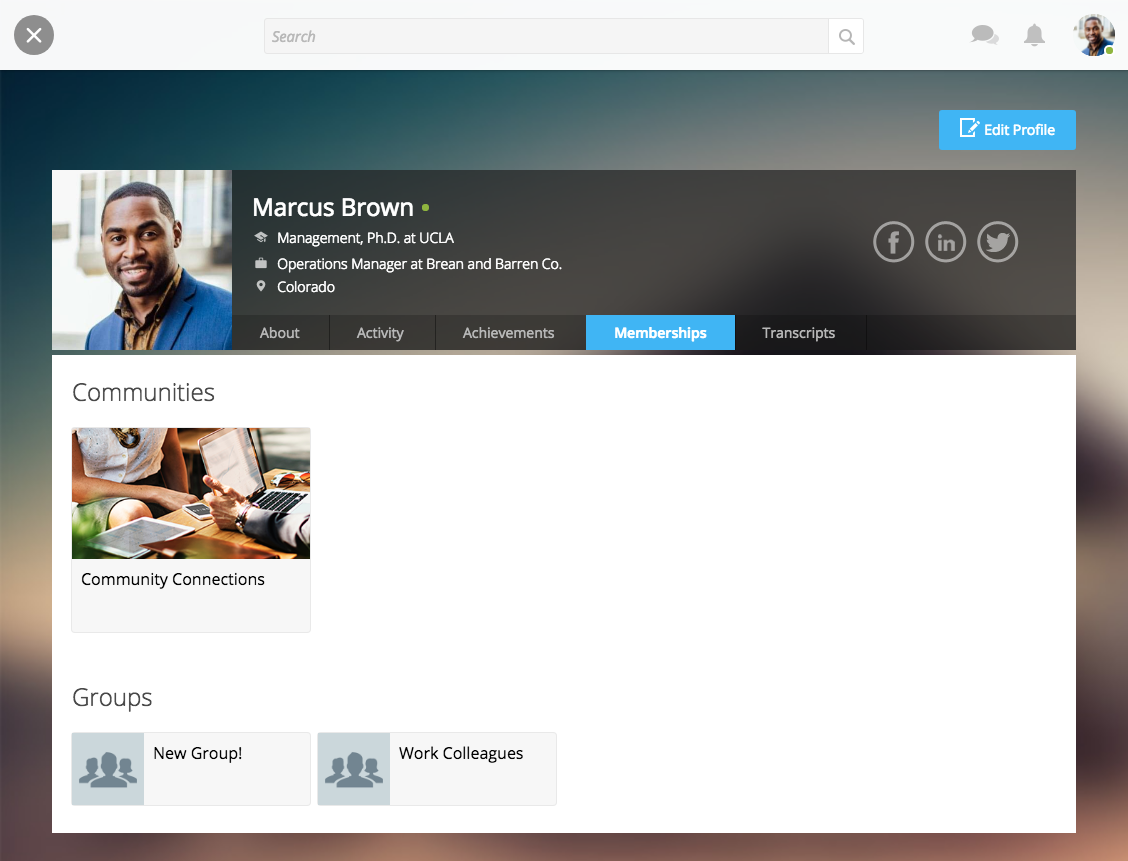 Search
Edit Profile
Marcus Brown
Management, Ph.D. at UCLA
Operations Manager at Brean and Barren Co.
Colorado
About Activity Achievements Memberships Transcripts
Communities
Community Connections
Groups
New Group! Work Colleagues